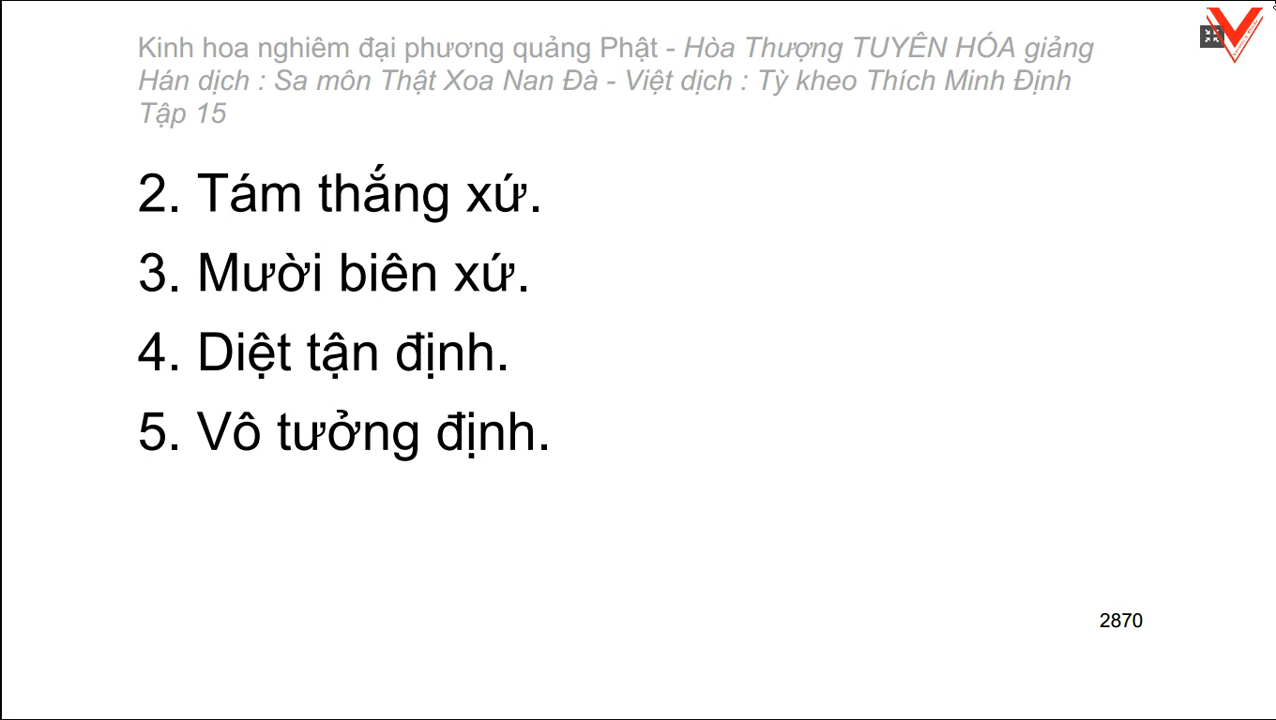 Kinh hoa nghiêm đại phương quảng Phật - Hòa Thượng TUYÊN HÓA giảng
Hán dịch : Sa môn Thật Xoa Nan Đà - Việt dịch : Tỳ kheo Thích Minh Định
Tập 15
2. Tám thắng xứ.
3. Mười biên xứ.
4. Diệt tận định.
5. Vô tưởng định.
2870